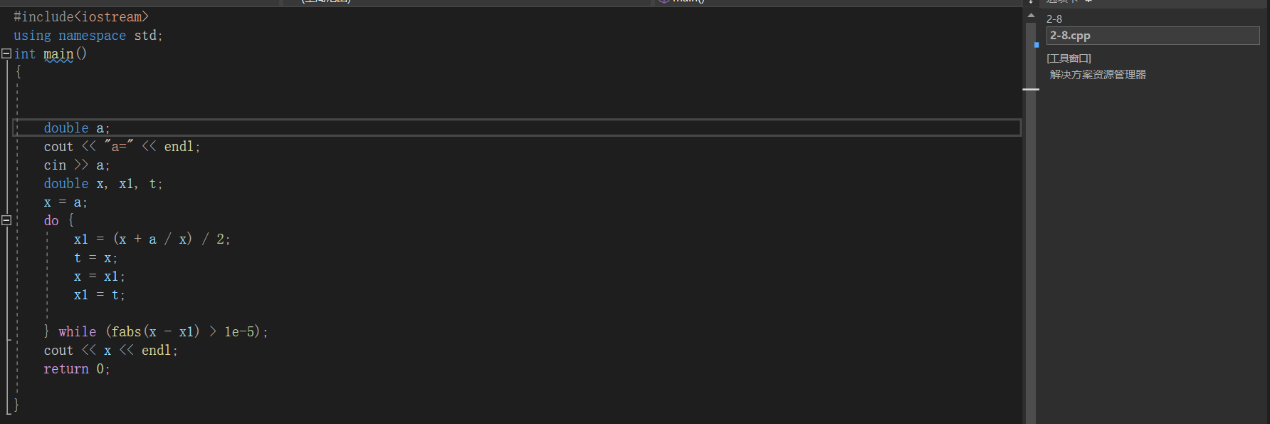 #include<iostream>
using namespace std;
int main()
{
double a;
cout << "a=" << endl;
cin >> a;
double x, x1, t;
x = a;
do {
x1 = (x + a / x) / 2;
t = x;
x = x1;
x1 = t;
} while (fabs(x - x1) > 1e-5);
cout << x << endl;
return 0;
}
2-8
2-8.cpp
[工具窗口]
解决方案资源管理器